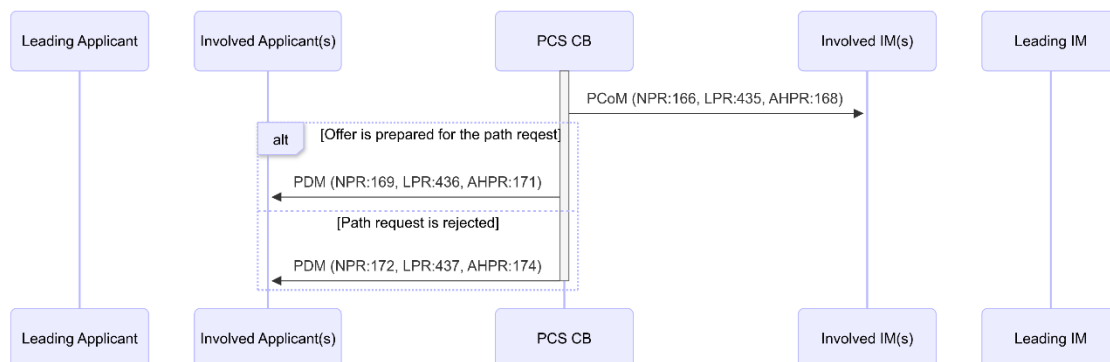 Leading Applicant
Involved Applicant(s)
PCS CB
Involved IM(s)
Leading IM
PCoM (NPR:166, LPR:435, AHPR:168)
alt
[Offer is prepared for the path reqest]
PDM (NPR:169, LPR:436, AHPR:171)
[Path request is rejected]
PDM (NPR:172, LPR:437, AHPR:174)
Leading Applicant
Involved Applicant(s)
PCS CB
Involved IM(s)
Leading IM